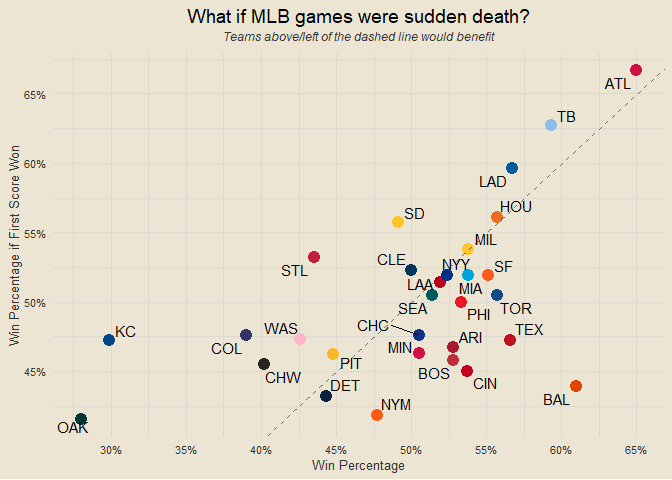 What if MLB games were sudden death?
Teams above/left of the dashed line would benefit
Win Percentage if First Score Won
65%
60%
55%
50%
45%
ATL
TB
LAD
HOU
SD
MIL
CLE
NYY
SF
STL
LAA
MIA
SEA
PHI
TOR
KC
WAS
CHC
TEX
COL
MIN
ARI
PIT
CHW
BOS
DET
CIN
BAL
NYM
OAK
30%
35%
40%
45%
50%
55%
60%
65%
Win Percentage